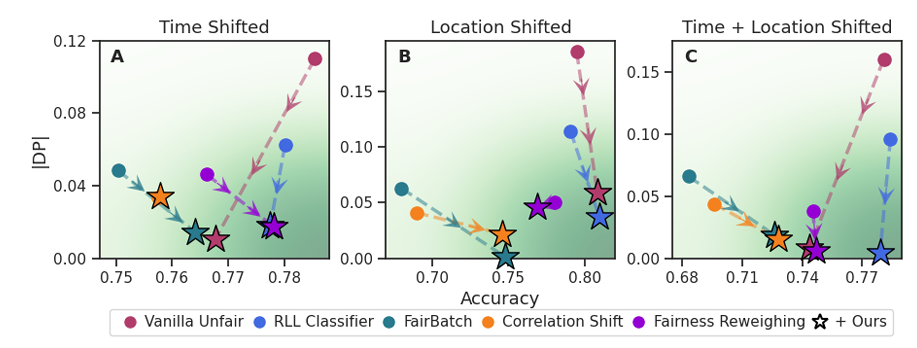 Time Shifted
Location Shifted
Time + Location Shifted
A
B
C
|DP|
0.12
0.08
0.04
0.00
0.15
0.10
0.05
0.00
0.15
0.10
0.05
0.00
0.75 0.76 0.77 0.78
0.70 0.75 0.80
0.68 0.71 0.74 0.77
Accuracy
Vanilla Unfair RLL Classifier FairBatch Correlation Shift Fairness Reweighing + Ours